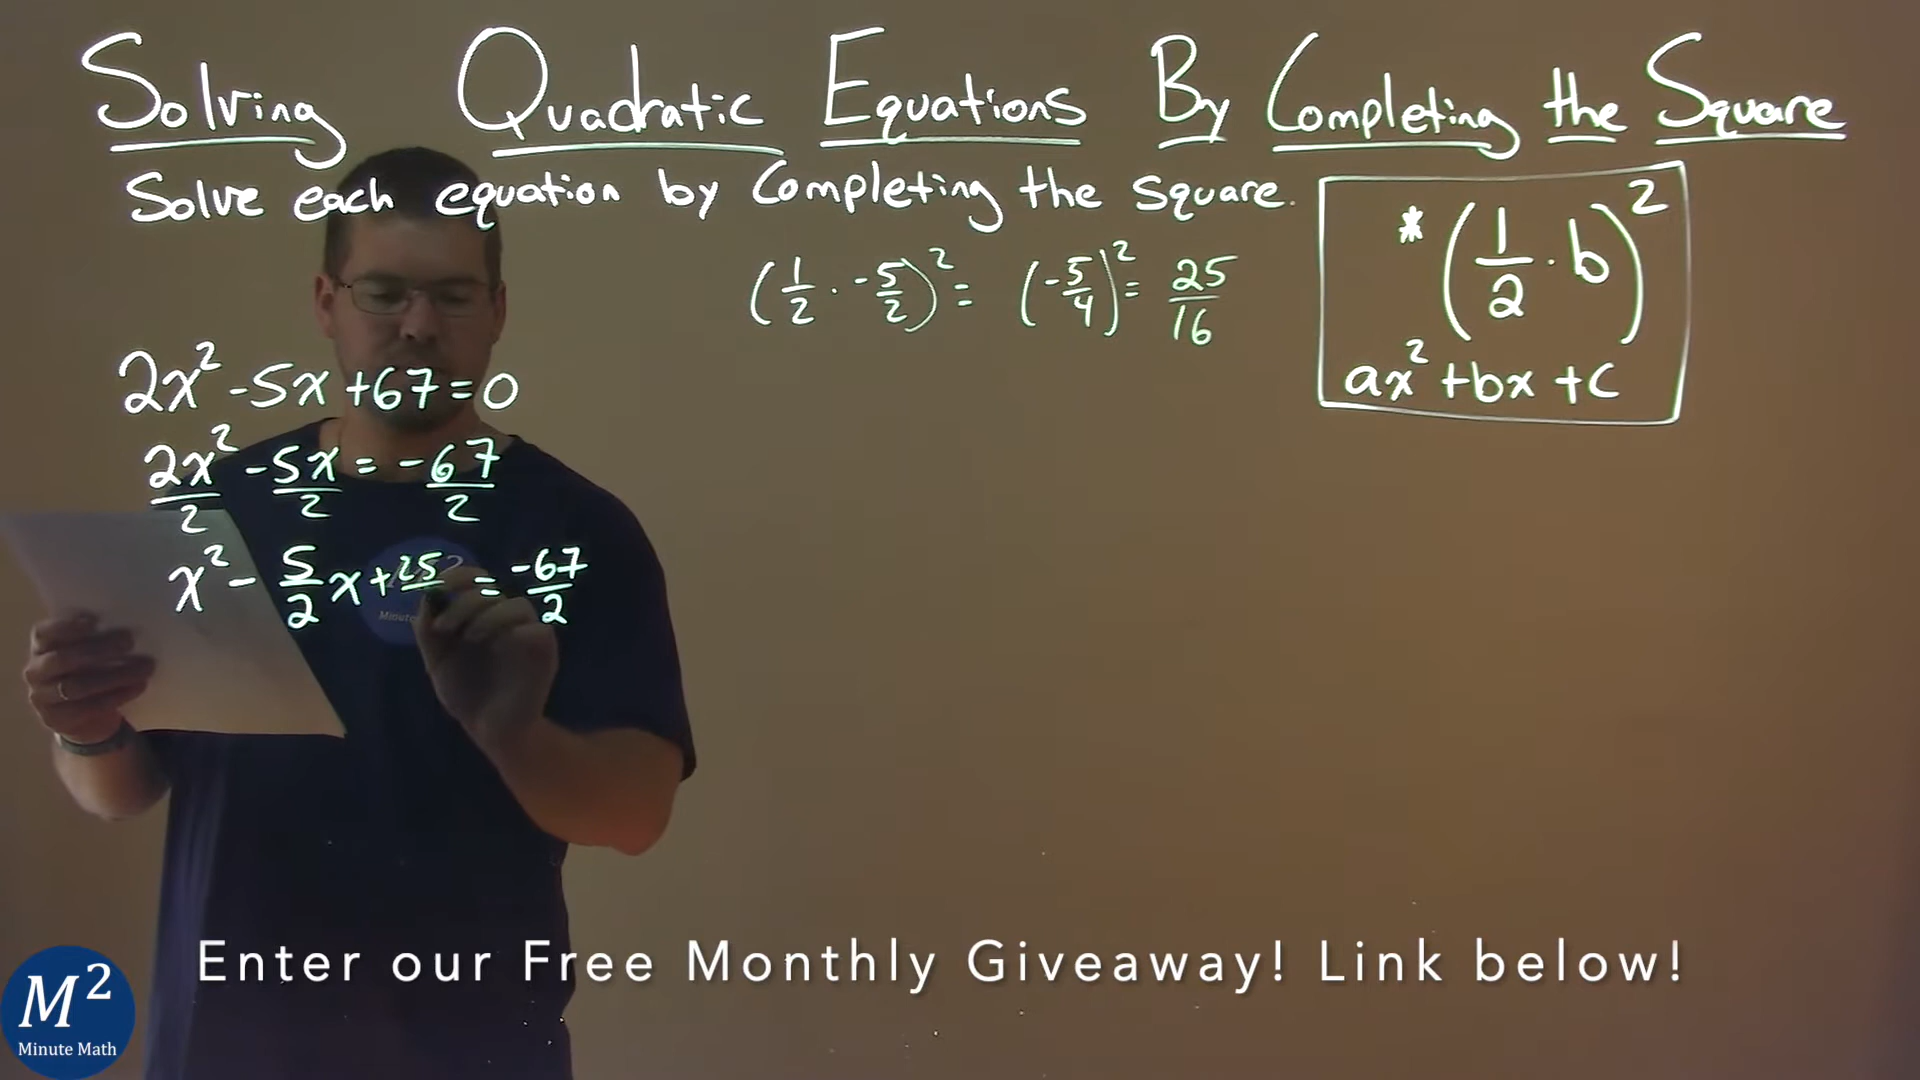 Solving Quadratic Equations By Completing the Square
Solve each equation by Completing the square.
(1/2 · -5/2)² = (-5/4)² = 25/16
* (1/2 · b)²
ax² + bx + c
2x² - 5x + 67 = 0
2x²/2 - 5x/2 = -67/2
x² - 5/2 x + 25 = -67/2
Minute
Enter our Free Monthly Giveaway! Link below!
M²
Minute Math